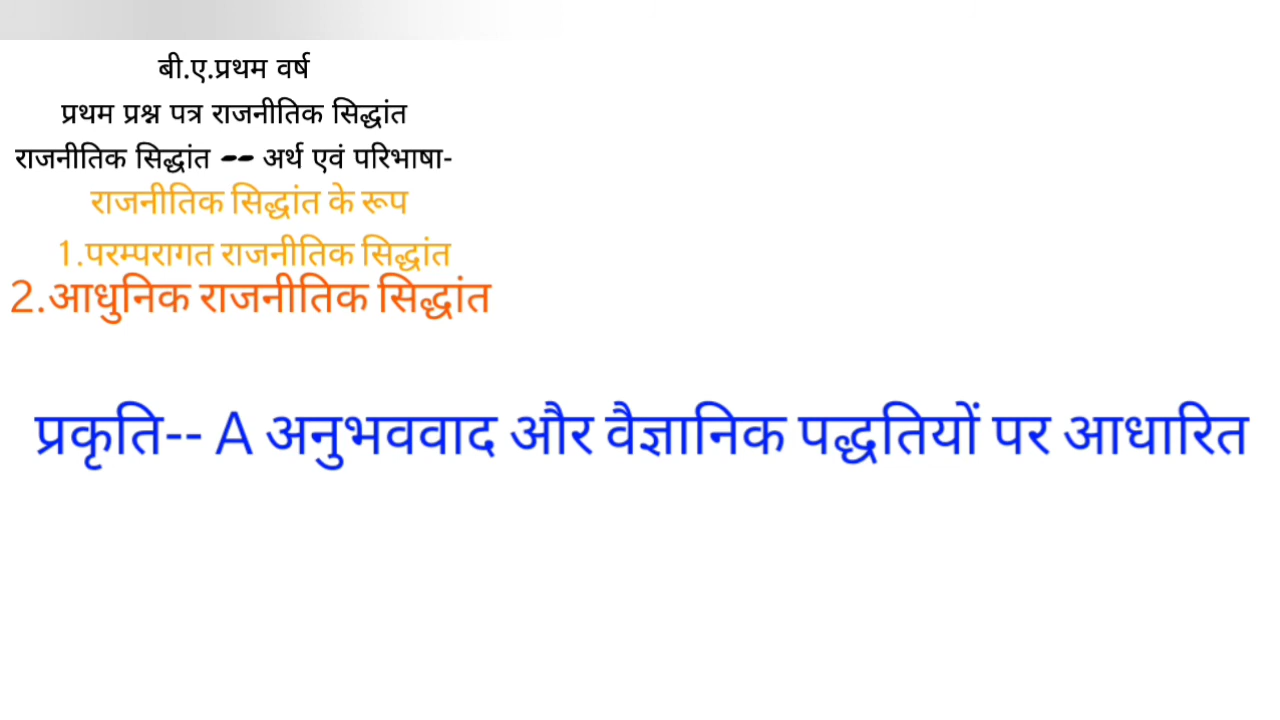 बी.ए.प्रथम वर्ष
प्रथम प्रश्न पत्र राजनीतिक सिद्धांत
राजनीतिक सिद्धांत -- अर्थ एवं परिभाषा-
राजनीतिक सिद्धांत के रूप
1.परम्परागत राजनीतिक सिद्धांत
2.आधुनिक राजनीतिक सिद्धांत
प्रकृति-- A अनुभववाद और वैज्ञानिक पद्धतियों पर आधारित